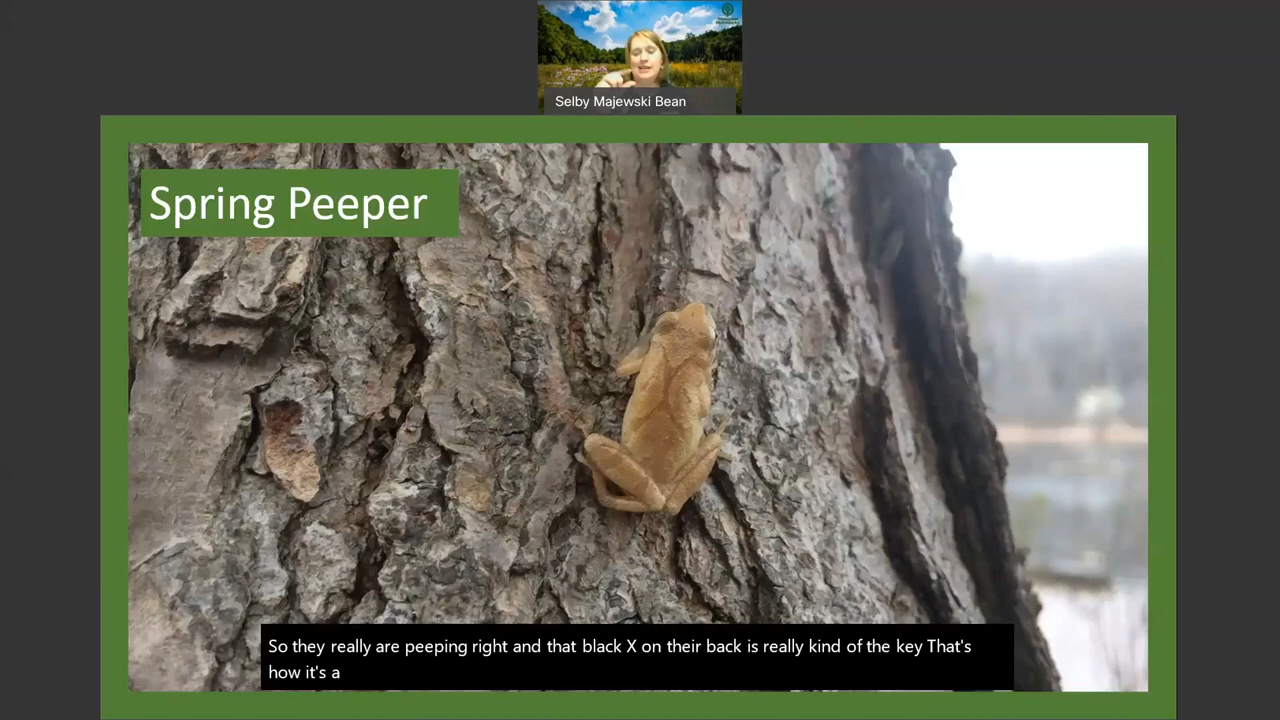 Selby Majewski Bean
Spring Peeper
So they really are peeping right and that black X on their back is really kind of the key That's
how it's a